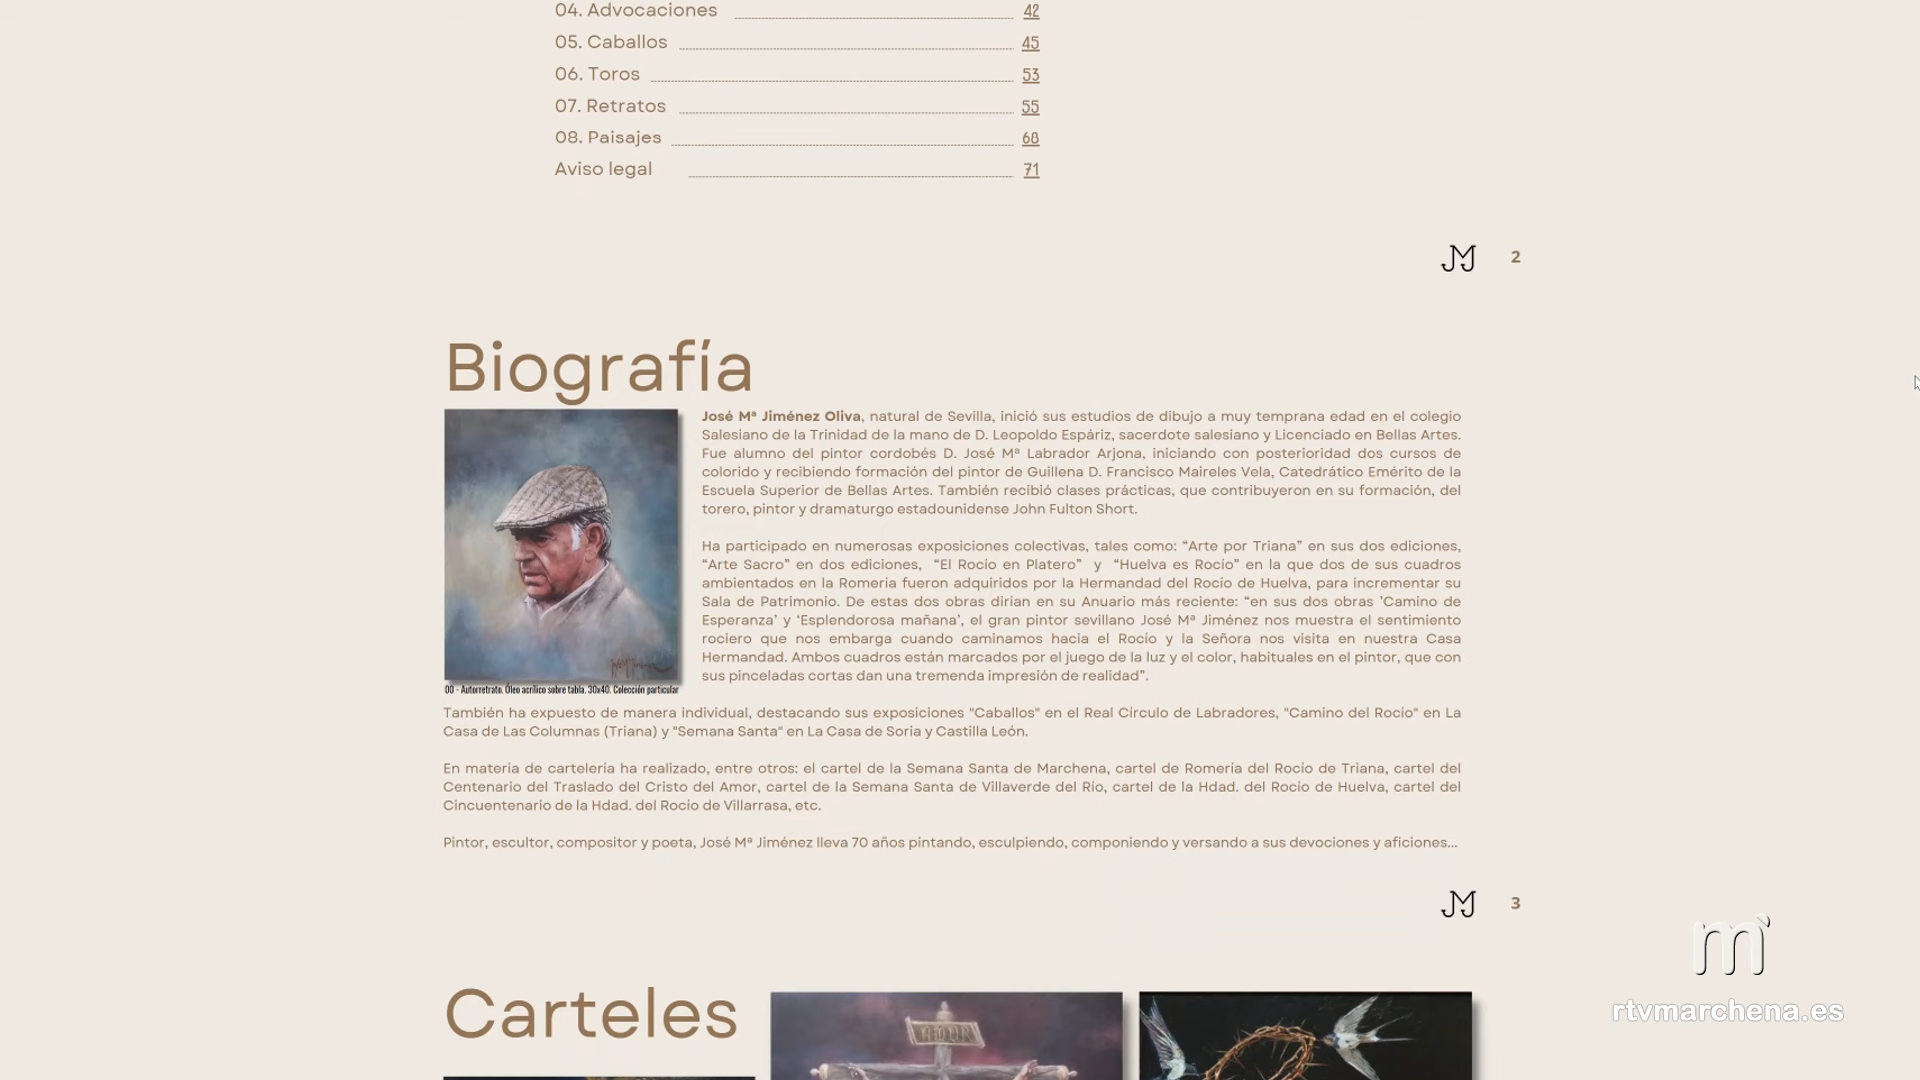 04. Advocaciones 42
05. Caballos 45
06. Toros 53
07. Retratos 55
08. Paisajes 68
Aviso legal 71
JM 2
Biografía
José Mª Jiménez Oliva, natural de Sevilla, inició sus estudios de dibujo a muy temprana edad en el colegio
Salesiano de la Trinidad de la mano de D. Leopoldo Espáriz, sacerdote salesiano y Licenciado en Bellas Artes.
Fue alumno del pintor cordobés D. José Mª Labrador Arjona, iniciando con posterioridad dos cursos de
colorido y recibiendo formación del pintor de Guillena D. Francisco Maireles Vela, Catedrático Emérito de la
Escuela Superior de Bellas Artes. También recibió clases prácticas, que contribuyeron en su formación, del
torero, pintor y dramaturgo estadounidense John Fulton Short.
Ha participado en numerosas exposiciones colectivas, tales como: “Arte por Triana” en sus dos ediciones,
“Arte Sacro” en dos ediciones, “El Rocío en Platero” y “Huelva es Rocío” en la que dos de sus cuadros
ambientados en la Romería fueron adquiridos por la Hermandad del Rocío de Huelva, para incrementar su
Sala de Patrimonio. De estas dos obras dirían en su Anuario más reciente: “en sus dos obras ’Camino de
Esperanza’ y ‘Esplendorosa mañana’, el gran pintor sevillano José Mª Jiménez nos muestra el sentimiento
rociero que nos embarga cuando caminamos hacia el Rocío y la Señora nos visita en nuestra Casa
Hermandad. Ambos cuadros están marcados por el juego de la luz y el color, habituales en el pintor, que con
sus pinceladas cortas dan una tremenda impresión de realidad”.
00 - Autorretrato. Óleo acrílico sobre tabla. 30x40. Colección particular
También ha expuesto de manera individual, destacando sus exposiciones "Caballos" en el Real Círculo de Labradores, "Camino del Rocío" en La
Casa de Las Columnas (Triana) y "Semana Santa" en La Casa de Soria y Castilla León.
En materia de cartelería ha realizado, entre otros: el cartel de la Semana Santa de Marchena, cartel de Romería del Rocío de Triana, cartel del
Centenario del Traslado del Cristo del Amor, cartel de la Semana Santa de Villaverde del Río, cartel de la Hdad. del Rocío de Huelva, cartel del
Cincuentenario de la Hdad. del Rocío de Villarrasa, etc.
Pintor, escultor, compositor y poeta, José Mª Jiménez lleva 70 años pintando, esculpiendo, componiendo y versando a sus devociones y aficiones...
JM 3
m
rtvmarchena.es
Carteles
AMOR